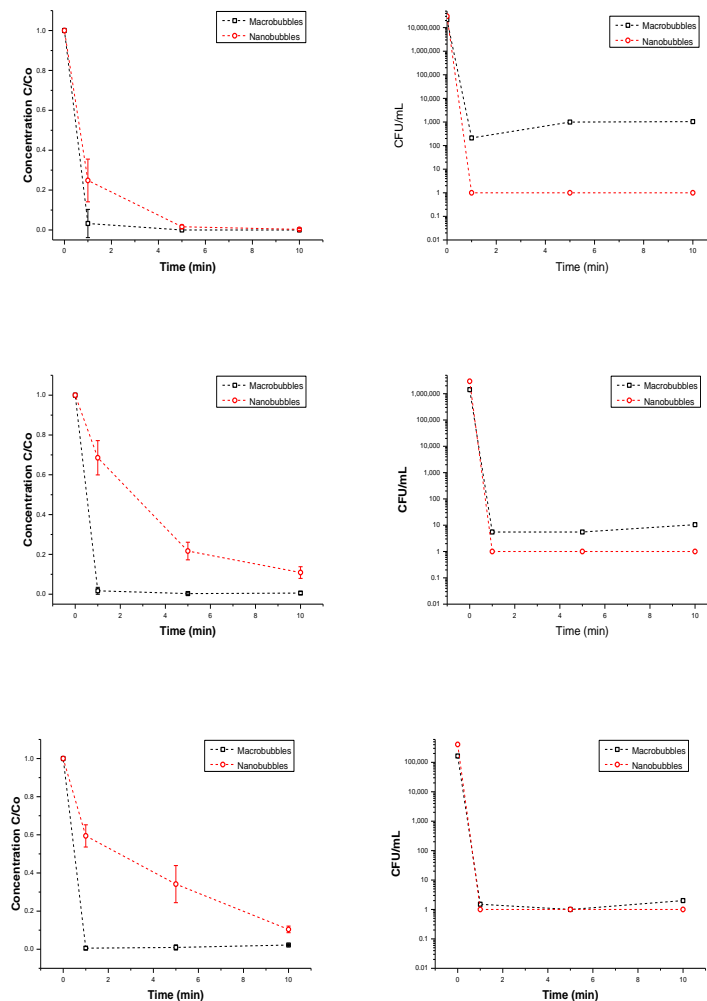 Macrobubbles
Nanobubbles
Concentration C/Co
1.0
0.8
0.6
0.4
0.2
0.0
0 2 4 6 8 10
Time (min)
Macrobubbles
Nanobubbles
CFU/mL
10,000,000
1,000,000
100,000
10,000
1,000
100
10
1
0.1
0.01
0 2 4 6 8 10
Time (min)
Macrobubbles
Nanobubbles
Concentration C/Co
1.0
0.8
0.6
0.4
0.2
0.0
0 2 4 6 8 10
Time (min)
Macrobubbles
Nanobubbles
CFU/mL
1,000,000
100,000
10,000
1,000
100
10
1
0.1
0.01
0 2 4 6 8 10
Time (min)
Macrobubbles
Nanobubbles
Concentration C/Co
1.0
0.8
0.6
0.4
0.2
0.0
0 2 4 6 8 10
Time (min)
Macrobubbles
Nanobubbles
CFU/mL
100,000
10,000
1,000
100
10
1
0.1
0.01
0 2 4 6 8 10
Time (min)